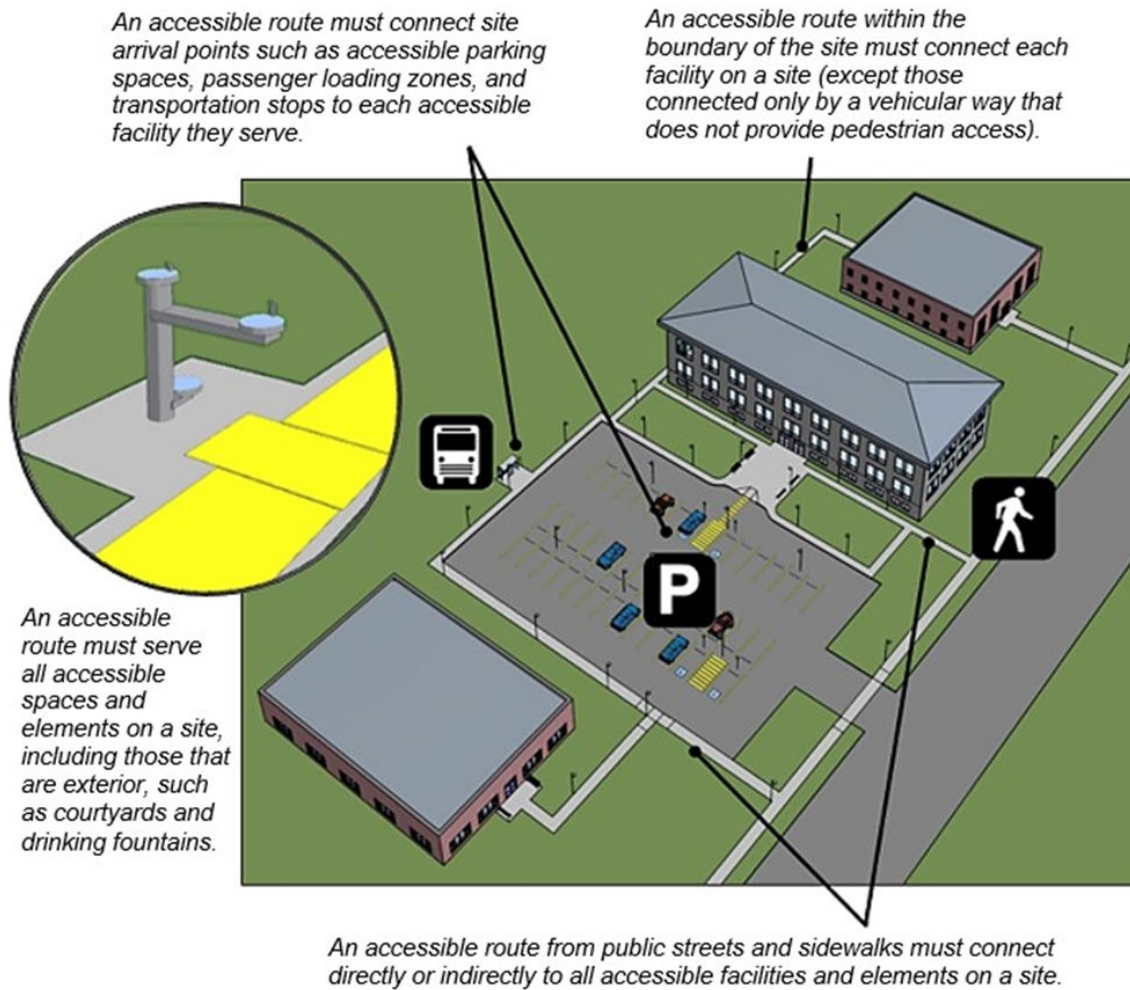 An accessible route must connect site
arrival points such as accessible parking
spaces, passenger loading zones, and
transportation stops to each accessible
facility they serve.
An accessible route within the
boundary of the site must connect each
facility on a site (except those
connected only by a vehicular way that
does not provide pedestrian access).
P
An accessible
route must serve
all accessible
spaces and
elements on a site,
including those that
are exterior, such
as courtyards and
drinking fountains.
An accessible route from public streets and sidewalks must connect
directly or indirectly to all accessible facilities and elements on a site.